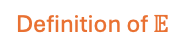 Definition of 𝔼